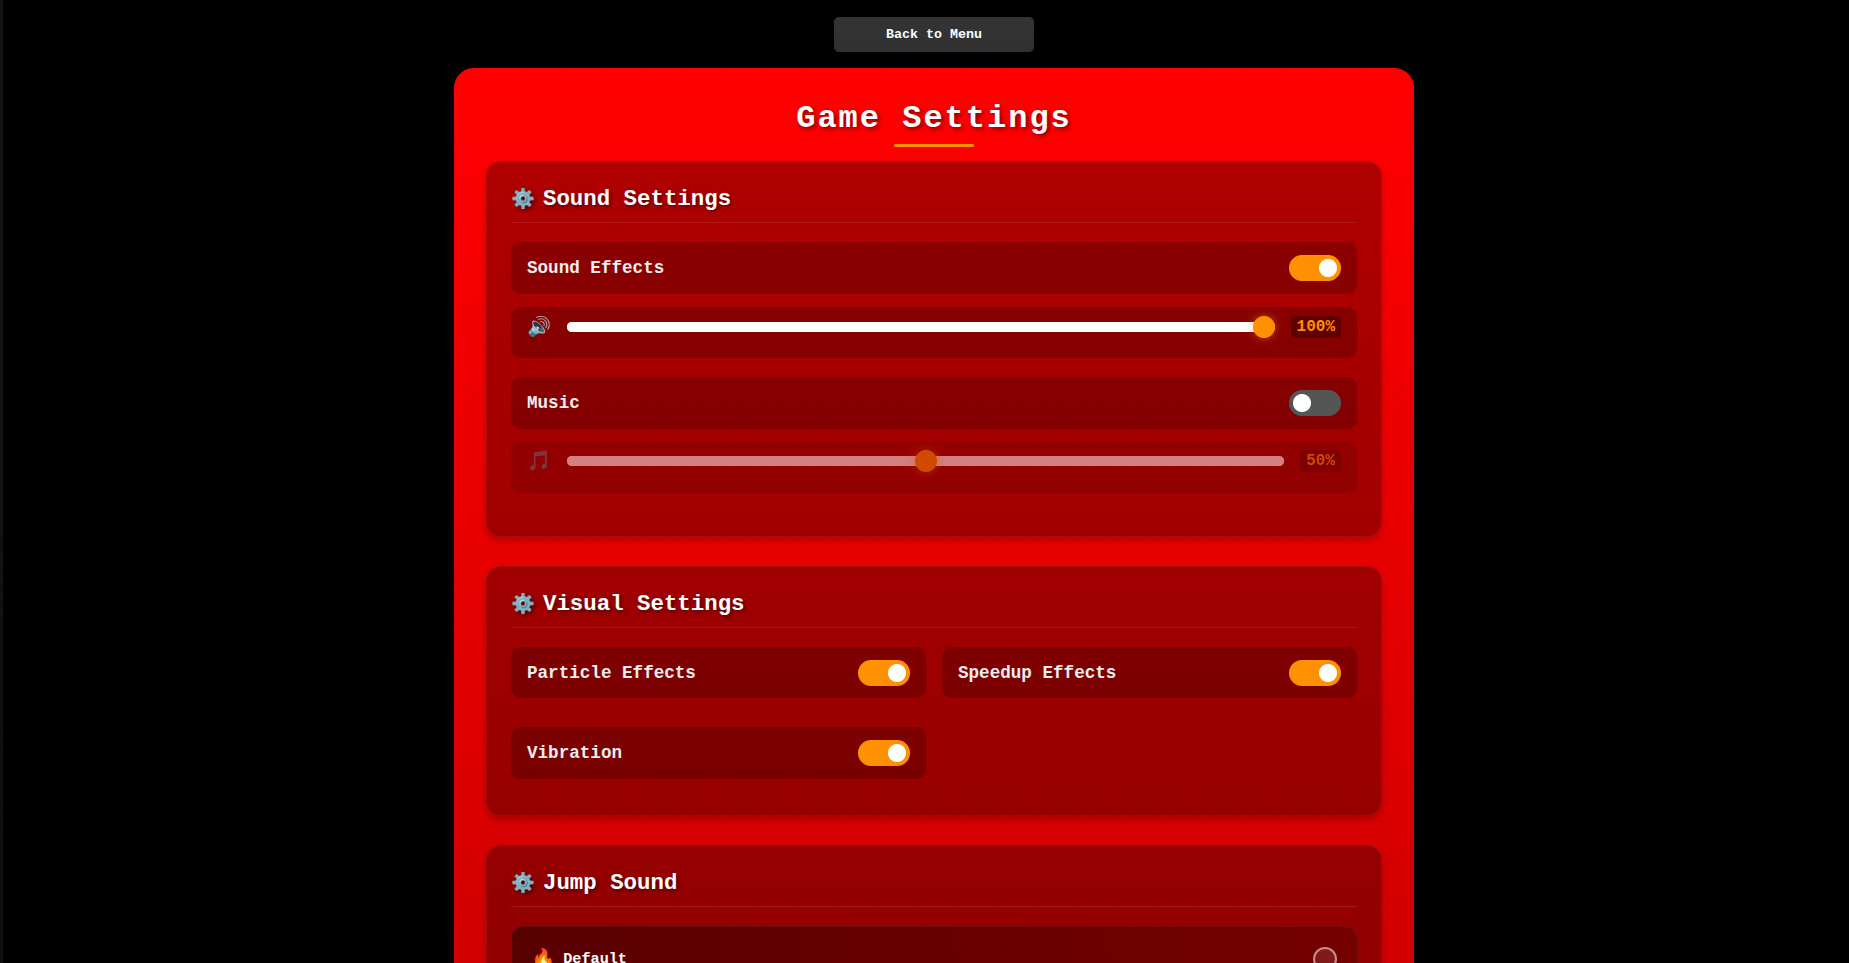 Back to Menu
Game Settings
Sound Settings
Sound Effects
100%
Music
50%
Visual Settings
Particle Effects
Speedup Effects
Vibration
Jump Sound
Default